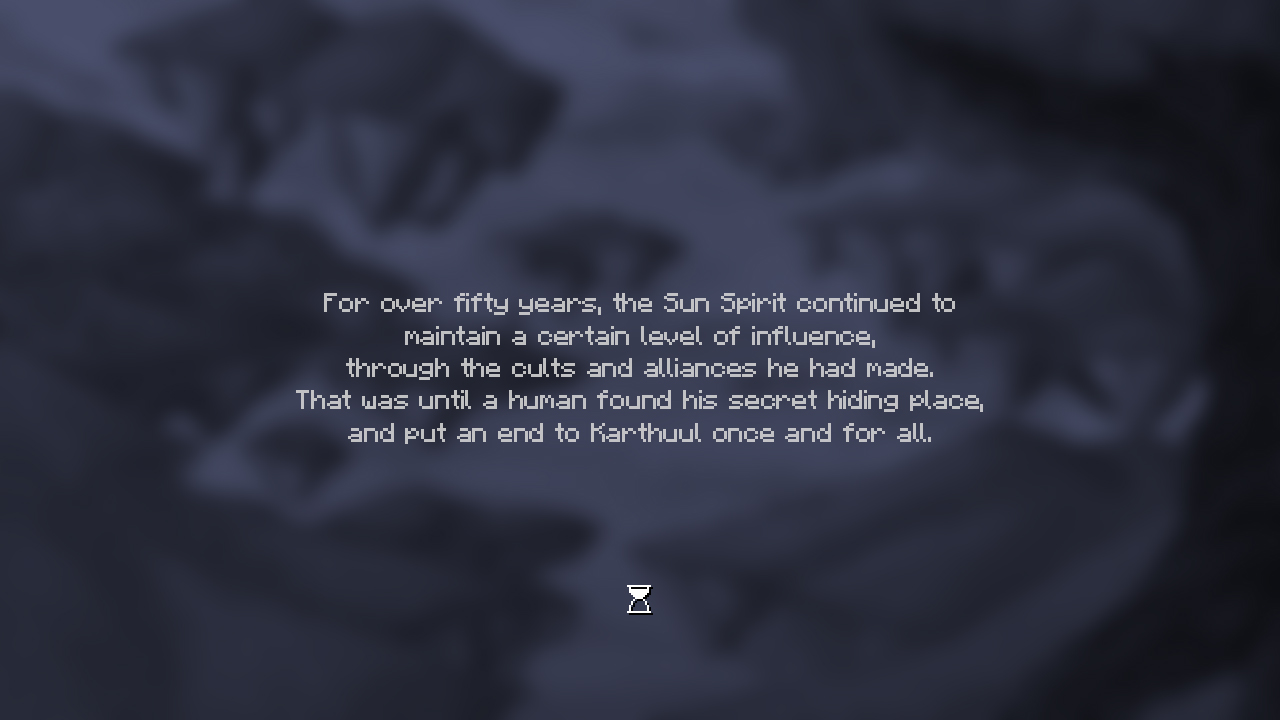 For over fifty years, the Sun Spirit continued to
maintain a certain level of influence,
through the cults and alliances he had made.
That was until a human found his secret hiding place,
and put an end to Karthuul once and for all.